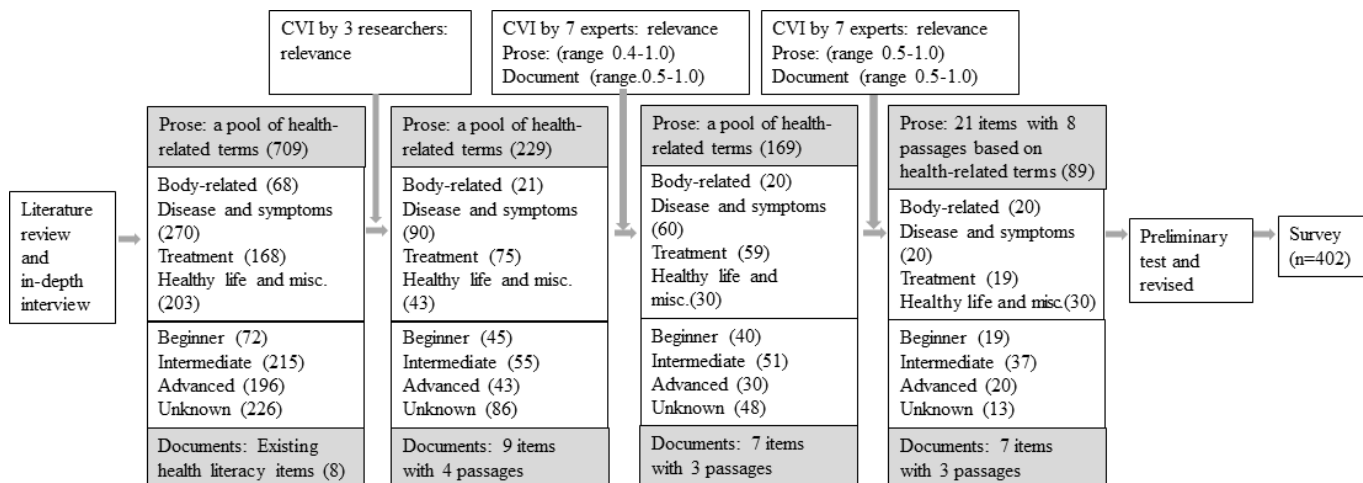 CVI by 3 researchers:
relevance
CVI by 7 experts: relevance
Prose: (range 0.4-1.0)
Document (range.0.5-1.0)
CVI by 7 experts: relevance
Prose: (range 0.5-1.0)
Document (range 0.5-1.0)
Literature
review
and
in-depth
interview
Prose: a pool of health-
related terms (709)
Body-related (68)
Disease and symptoms
(270)
Treatment (168)
Healthy life and misc.
(203)
Beginner (72)
Intermediate (215)
Advanced (196)
Unknown (226)
Documents: Existing
health literacy items (8)
Prose: a pool of health-
related terms (229)
Body-related (21)
Disease and symptoms
(90)
Treatment (75)
Healthy life and misc.
(43)
Beginner (45)
Intermediate (55)
Advanced (43)
Unknown (86)
Documents: 9 items
with 4 passages
Prose: a pool of health-
related terms (169)
Body-related (20)
Disease and symptoms
(60)
Treatment (59)
Healthy life and
misc.(30)
Beginner (40)
Intermediate (51)
Advanced (30)
Unknown (48)
Documents: 7 items
with 3 passages
Prose: 21 items with 8
passages based on
health-related terms (89)
Body-related (20)
Disease and symptoms
(20)
Treatment (19)
Healthy life and misc.(30)
Beginner (19)
Intermediate (37)
Advanced (20)
Unknown (13)
Documents: 7 items
with 3 passages
Preliminary
test and
revised
Survey
(n=402)